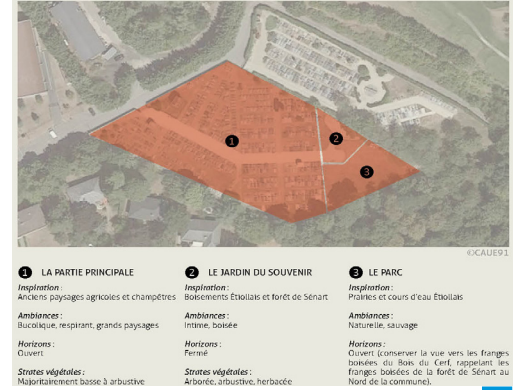 1
2
3
©CAUE91
1 LA PARTIE PRINCIPALE
Inspiration :
Anciens paysages agricoles et champêtres
Ambiances :
Bucolique, respirant, grands paysages
Horizons :
Ouvert
Strates végétales :
Majoritairement basse à arbustive
2 LE JARDIN DU SOUVENIR
Inspiration :
Boisements Étiollais et forêt de Sénart
Ambiances :
Intime, boisée
Horizons :
Fermé
Strates végétales :
Arborée, arbustive, herbacée
3 LE PARC
Inspiration :
Prairies et cours d'eau Étiollais
Ambiances :
Naturelle, sauvage
Horizons :
Ouvert (conserver la vue vers les franges
boisées du Bois du Cerf, rappelant les
franges boisées de la forêt de Sénart au
Nord de la commune).